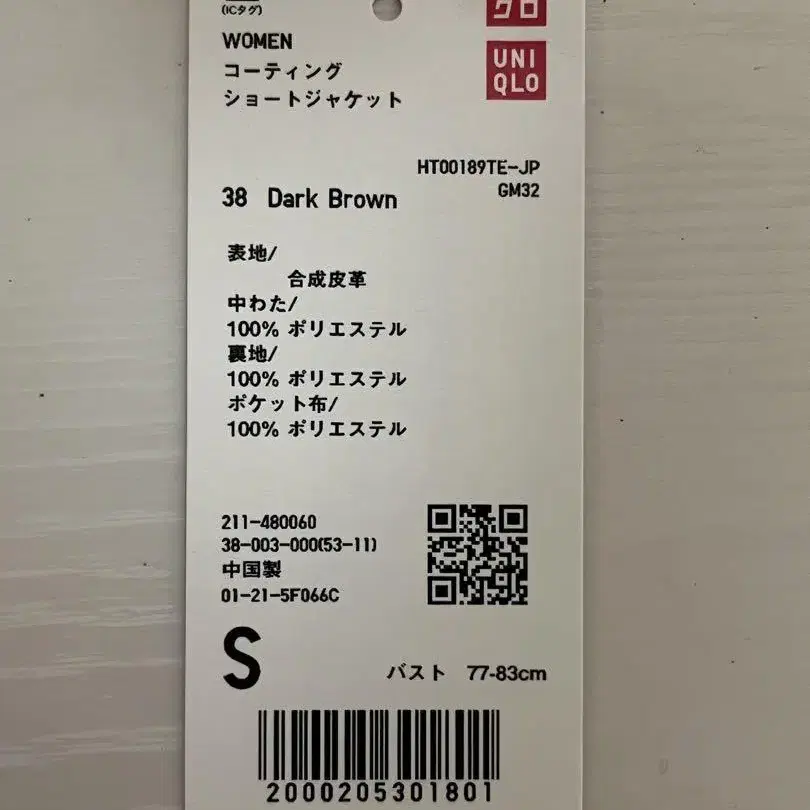 (ICタグ)
クロ
WOMEN
UNI
QLO
コーティング
ショートジャケット
HT00189TE-JP
GM32
38 Dark Brown
表地/
合成皮革
中わた/
100% ポリエステル
裏地/
100% ポリエステル
ポケット布/
100% ポリエステル
211-480060
38-003-000(53-11)
中国製
01-21-5F066C
S
バスト 77-83cm
2000205301801